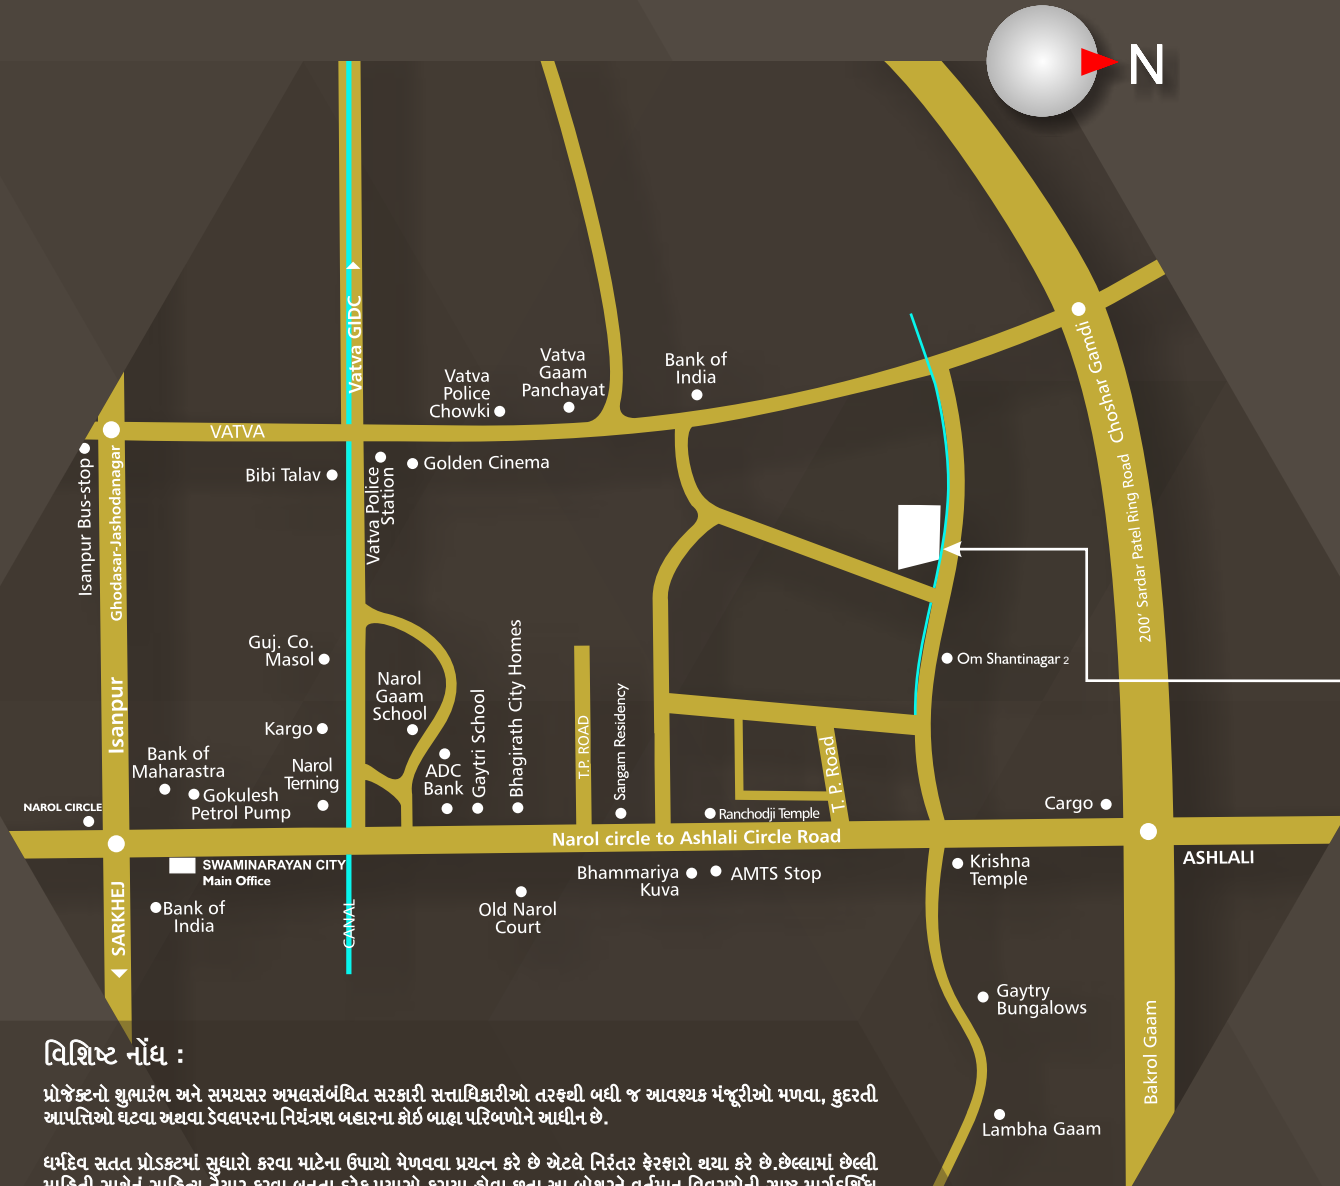 N
Vatva GIDC
Vatva
Gaam
Panchayat
Vatva
Police
Chowki
Bank of
India
VATVA
Bibi Talav
Golden Cinema
Vatva Police
Station
Isanpur Bus-stop
Ghodasar-Jashodanagar
Isanpur
Choshar Gamdi
200' Sardar Patel Ring Road
Guj. Co.
Masol
Om Shantinagar 2
Narol
Gaam
School
Gaytri School
Bhagirath City Homes
T.P. ROAD
Sangam Residency
T. P. Road
Kargo
Bank of
Maharastra
Narol
Terning
ADC
Bank
Gokulesh
Petrol Pump
NAROL CIRCLE
Ranchodji Temple
Cargo
Narol circle to Ashlali Circle Road
ASHLALI
SWAMINARAYAN CITY
Main Office
Bhammariya
Kuva
AMTS Stop
Krishna
Temple
SARKHEJ
Bank of
India
CANAL
Old Narol
Court
Gaytry
Bungalows
Bakrol Gaam
Lambha Gaam
વિશિષ્ટ નોંધ :
પ્રોજેક્ટનો શુભારંભ અને સમયસર અમલસંબંધિત સરકારી સત્તાધિકારીઓ તરફથી બધી જ આવશ્યક મંજૂરીઓ મળવા, કુદરતી
આપત્તિઓ ઘટવા અથવા ડેવલપરના નિયંત્રણ બહારના કોઈ બાહ્ય પરિબળોને આધીન છે.
ધર્મદેવ સતત પ્રોડકટમાં સુધારો કરવા માટેના ઉપાયો મેળવવા પ્રયત્ન કરે છે એટલે નિરંતર ફેરફારો થયા કરે છે.છેલ્લામાં છેલ્લી